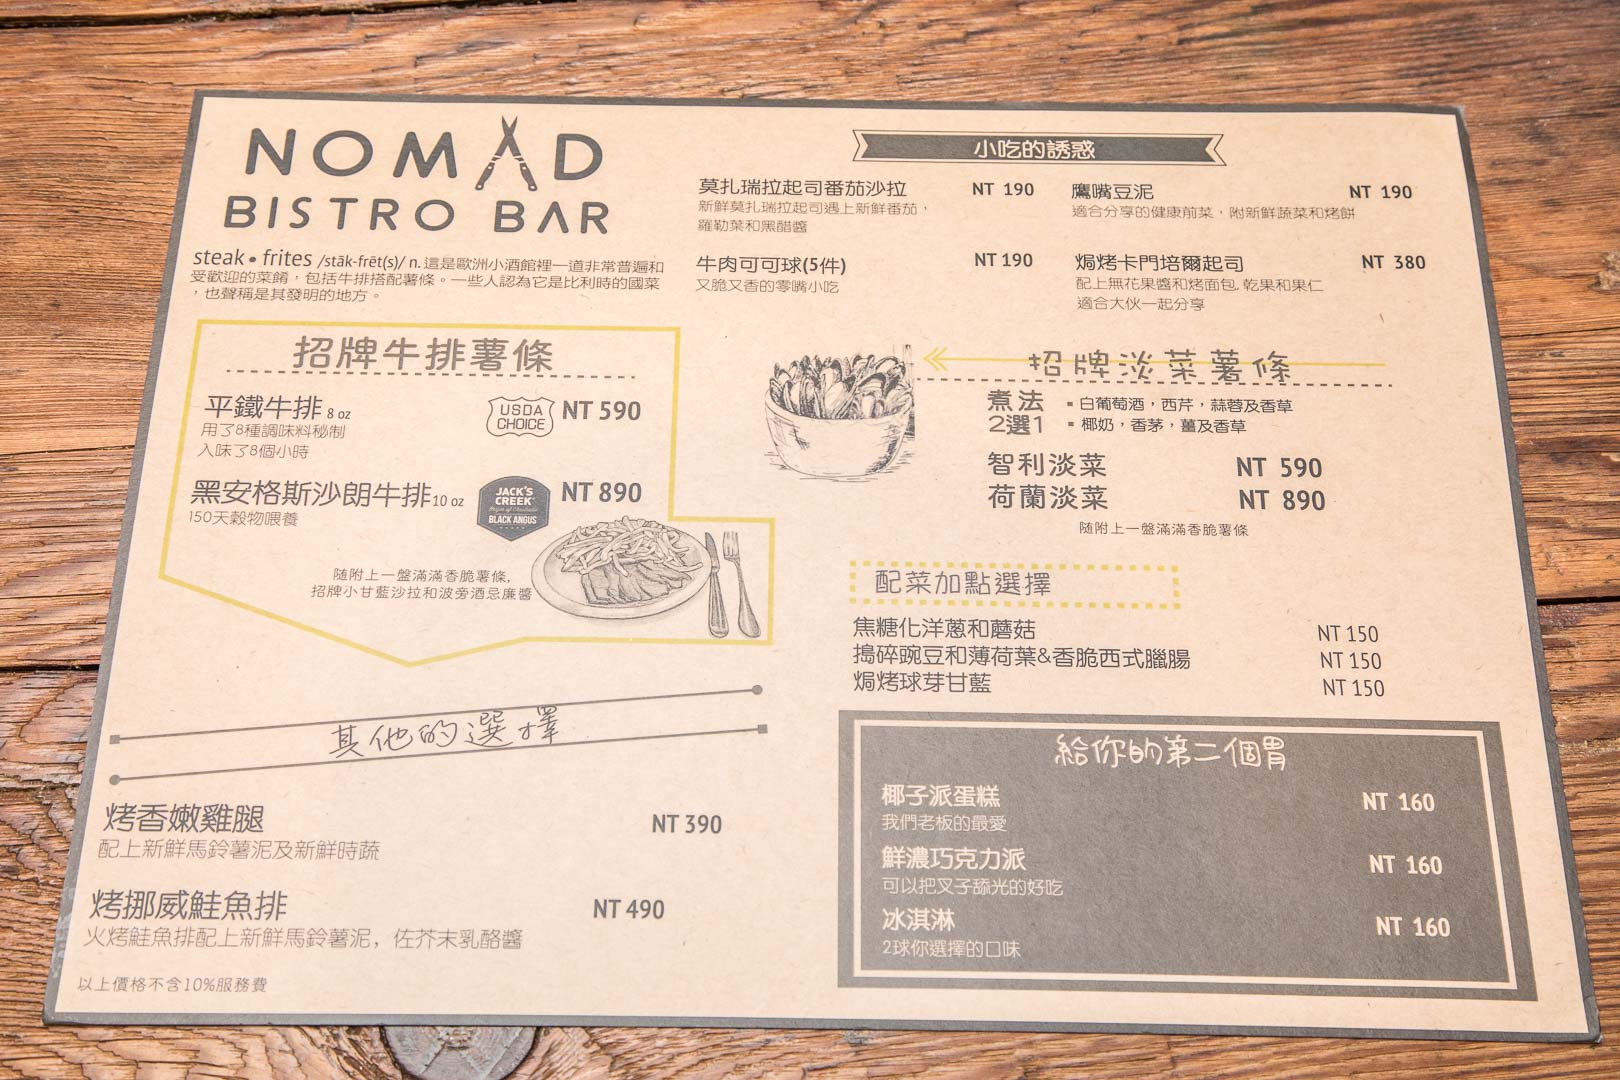 NOMAD
BISTRO BAR
steak • frites /stāk-frēt(s)/ n. 這是歐洲小酒館裡一道非常普遍和
受歡迎的菜餚，包括牛排搭配薯條。一些人認為它是比利時的國菜
，也聲稱是其發明的地方。
招牌牛排薯條
平鐵牛排 8 oz
USDA
CHOICE
NT 590
用了8種調味料秘制
入味了8個小時
黑安格斯沙朗牛排 10 oz
JACK'S
CREEK
BLACK ANGUS
NT 890
150天穀物喂養
随附上一盤滿滿香脆薯條,
招牌小甘藍沙拉和波旁酒忌廉醬
其他的選擇
烤香嫩雞腿 NT 390
配上新鮮馬鈴薯泥及新鮮時蔬
烤挪威鮭魚排 NT 490
火烤鮭魚排配上新鮮馬鈴薯泥，佐芥末乳酪醬
以上價格不含10%服務費
小吃的誘惑
莫扎瑞拉起司番茄沙拉 NT 190
新鮮莫扎瑞拉起司遇上新鮮番茄，
羅勒菜和黑醋醬
牛肉可可球(5件) NT 190
又脆又香的零嘴小吃
鷹嘴豆泥 NT 190
適合分享的健康前菜，附新鮮蔬菜和烤餅
焗烤卡門培爾起司 NT 380
配上無花果醬和烤面包, 乾果和果仁
適合大伙一起分享
招牌淡菜薯條
煮法
2選1
▪ 白葡萄酒，西芹，蒜蓉及香草
▪ 椰奶，香茅，薑及香草
智利淡菜 NT 590
荷蘭淡菜 NT 890
随附上一盤滿滿香脆薯條
配菜加點選擇
焦糖化洋蔥和蘑菇 NT 150
搗碎豌豆和薄荷葉&香脆西式臘腸 NT 150
焗烤球芽甘藍 NT 150
給你的第二個胃
椰子派蛋糕 NT 160
我們老板的最愛
鮮濃巧克力派 NT 160
可以把叉子舔光的好吃
冰淇淋 NT 160
2球你選擇的口味